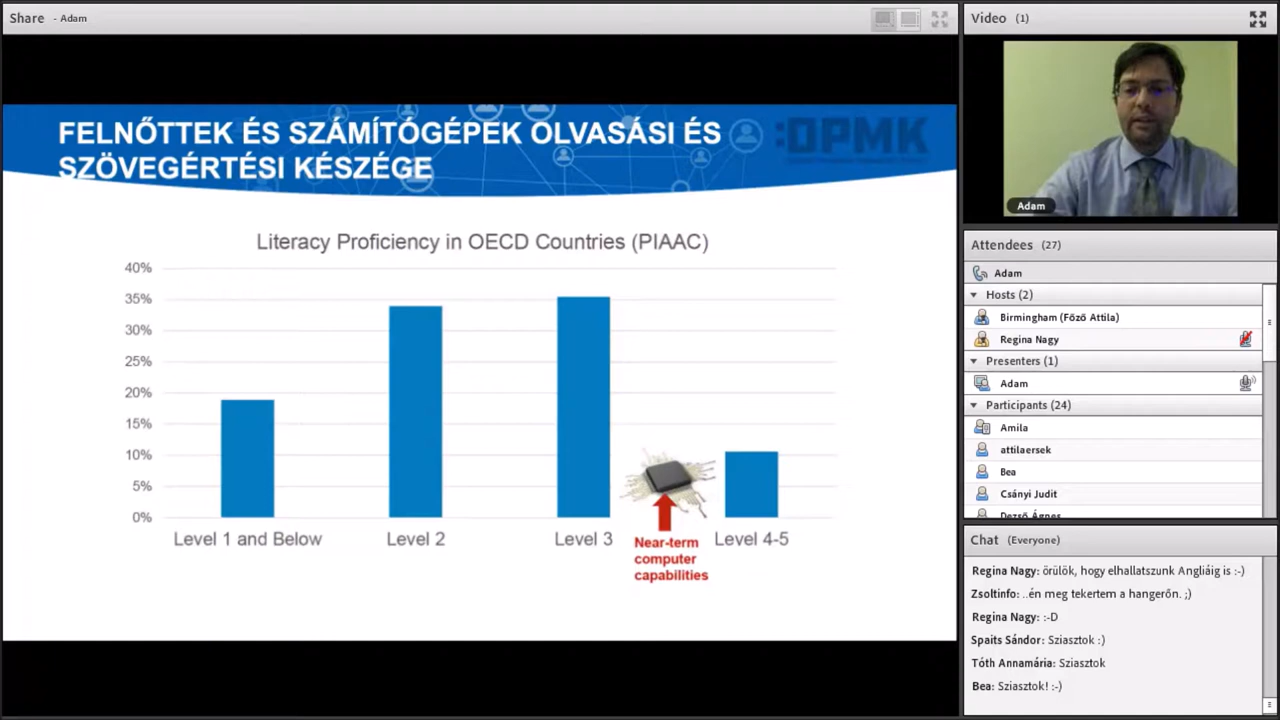 Share - Adam
FELNŐTTEK ÉS SZÁMÍTÓGÉPEK OLVASÁSI ÉS
SZÖVEGÉRTÉSI KÉSZÉGE
:OPMK
Literacy Proficiency in OECD Countries (PIAAC)
40%
35%
30%
25%
20%
15%
10%
5%
0%
Level 1 and Below
Level 2
Level 3
Level 4-5
Near-term
computer
capabilities
Video (1)
Adam
Attendees (27)
Adam
Hosts (2)
Birmingham (Főző Attila)
Regina Nagy
Presenters (1)
Adam
Participants (24)
Amila
attilaersek
Bea
Csányi Judit
Dezső Ágnes
Chat (Everyone)
Regina Nagy: örülök, hogy elhallatszunk Angliáig is :-)
Zsoltinfo: ..én meg tekertem a hangerőn. ;)
Regina Nagy: :-D
Spaits Sándor: Sziasztok :)
Tóth Annamária: Sziasztok
Bea: Sziasztok! :-)